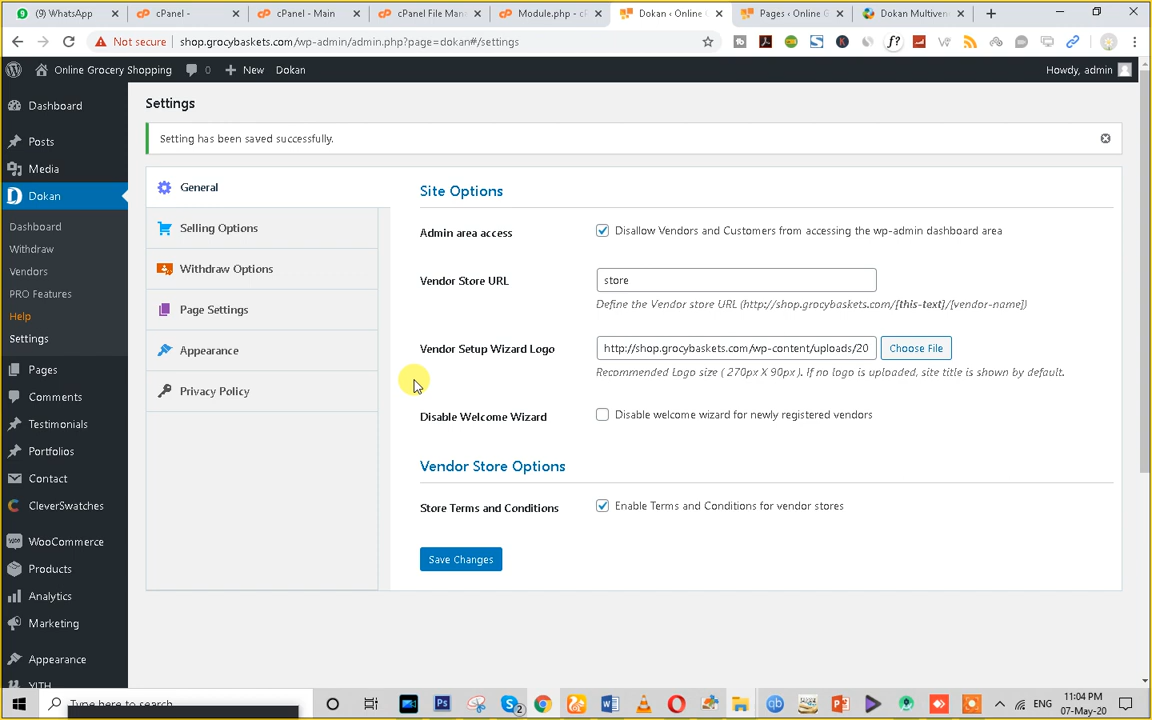 (9) WhatsApp
cPanel -
cPanel - Main
cPanel File Man
Module.php - cP
Dokan ‹ Online G
Pages ‹ Online G
Dokan Multiven
Not secure
shop.grocybaskets.com/wp-admin/admin.php?page=dokan#/settings
Online Grocery Shopping
0
New
Dokan
Howdy, admin
Dashboard
Posts
Media
Dokan
Dashboard
Withdraw
Vendors
PRO Features
Help
Settings
Pages
Comments
Testimonials
Portfolios
Contact
CleverSwatches
WooCommerce
Products
Analytics
Marketing
Appearance
YITH
Settings
Setting has been saved successfully.
General
Selling Options
Withdraw Options
Page Settings
Appearance
Privacy Policy
Site Options
Admin area access
Disallow Vendors and Customers from accessing the wp-admin dashboard area
Vendor Store URL
store
Define the Vendor store URL (http://shop.grocybaskets.com/[this-text]/[vendor-name])
Vendor Setup Wizard Logo
http://shop.grocybaskets.com/wp-content/uploads/20
Choose File
Recommended Logo size ( 270px X 90px ). If no logo is uploaded, site title is shown by default.
Disable Welcome Wizard
Disable welcome wizard for newly registered vendors
Vendor Store Options
Store Terms and Conditions
Enable Terms and Conditions for vendor stores
Save Changes
Type here to search
2
ENG
11:04 PM
07-May-20